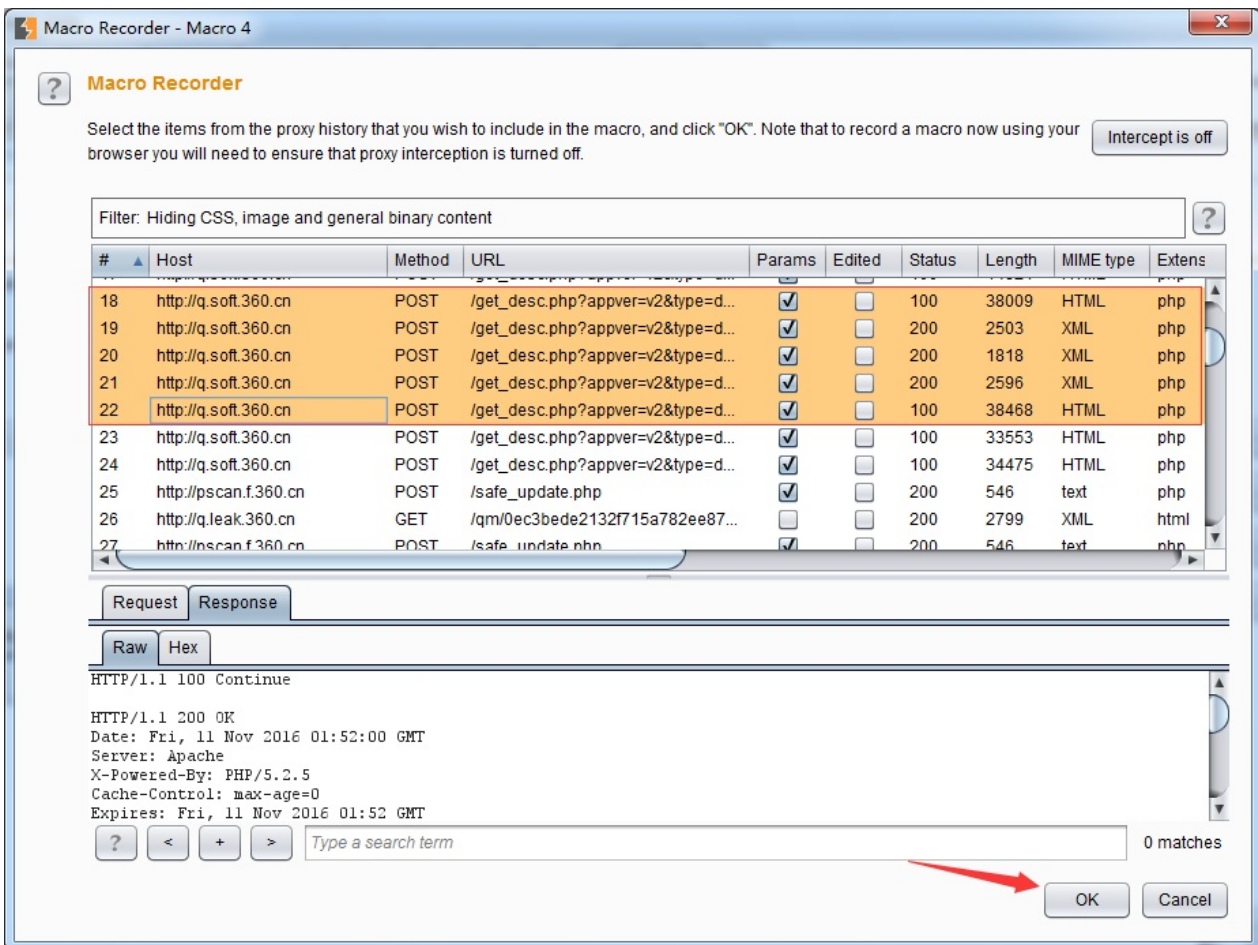 Macro Recorder - Macro 4
? Macro Recorder
Select the items from the proxy history that you wish to include in the macro, and click "OK". Note that to record a macro now using your
browser you will need to ensure that proxy interception is turned off.
Intercept is off
Filter: Hiding CSS, image and general binary content ?
# Host Method URL Params Edited Status Length MIME type Extens
18 http://q.soft.360.cn POST /get_desc.php?appver=v2&type=d... 100 38009 HTML php
19 http://q.soft.360.cn POST /get_desc.php?appver=v2&type=d... 200 2503 XML php
20 http://q.soft.360.cn POST /get_desc.php?appver=v2&type=d... 200 1818 XML php
21 http://q.soft.360.cn POST /get_desc.php?appver=v2&type=d... 200 2596 XML php
22 http://q.soft.360.cn POST /get_desc.php?appver=v2&type=d... 100 38468 HTML php
23 http://q.soft.360.cn POST /get_desc.php?appver=v2&type=d... 100 33553 HTML php
24 http://q.soft.360.cn POST /get_desc.php?appver=v2&type=d... 100 34475 HTML php
25 http://pscan.f.360.cn POST /safe_update.php 200 546 text php
26 http://q.leak.360.cn GET /qm/0ec3bede2132f715a782ee87... 200 2799 XML html
27 http://pscan.f.360.cn POST /safe_update.php 200 546 text php
Request Response
Raw Hex
HTTP/1.1 100 Continue
HTTP/1.1 200 OK
Date: Fri, 11 Nov 2016 01:52:00 GMT
Server: Apache
X-Powered-By: PHP/5.2.5
Cache-Control: max-age=0
Expires: Fri, 11 Nov 2016 01:52 GMT
? < + > Type a search term 0 matches
OK Cancel